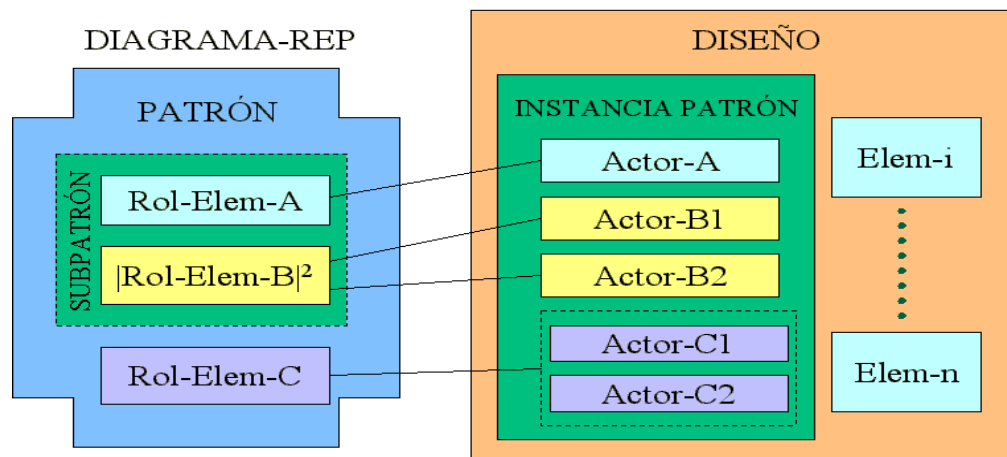 DIAGRAMA-REP
PATRÓN
SUBPATRÓN
Rol-Elem-A
|Rol-Elem-B|²
Rol-Elem-C
DISEÑO
INSTANCIA PATRÓN
Actor-A
Actor-B1
Actor-B2
Actor-C1
Actor-C2
Elem-i
Elem-n